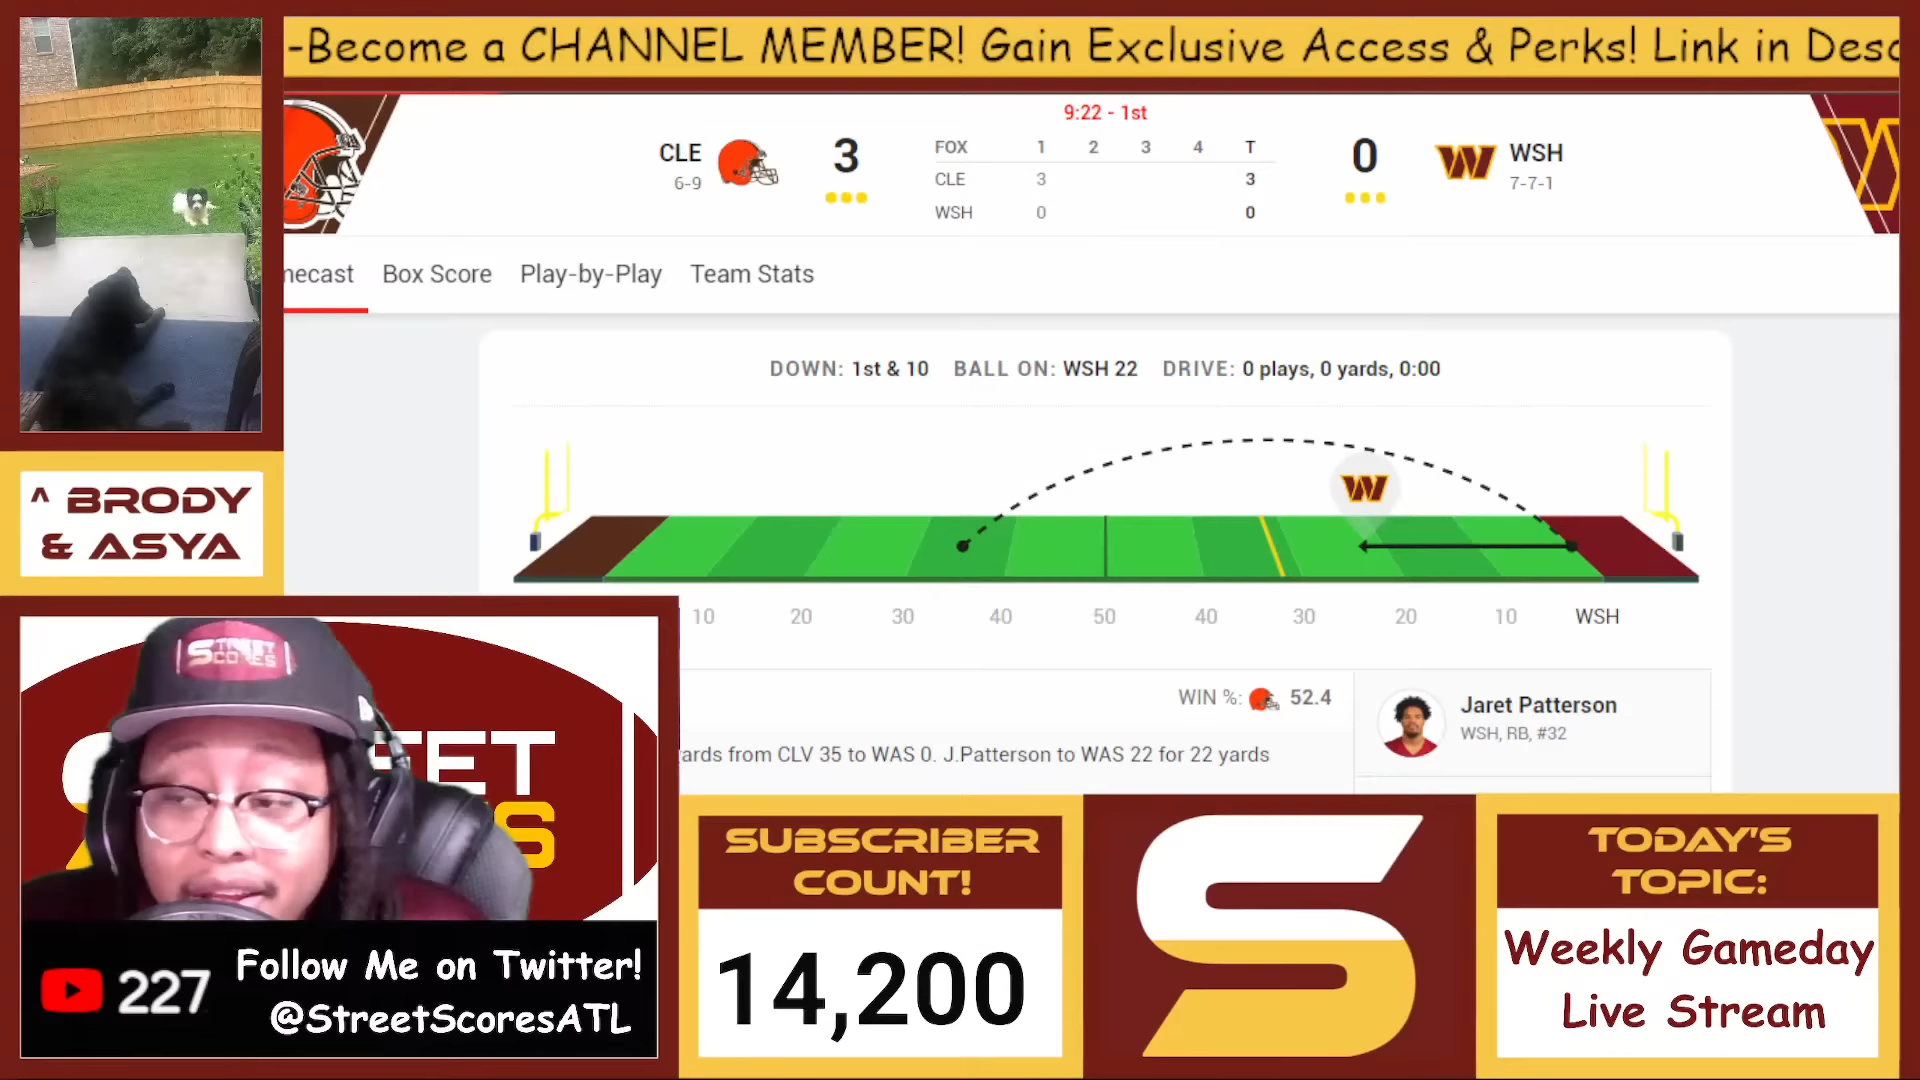 -Become a CHANNEL MEMBER! Gain Exclusive Access & Perks! Link in Desc
9:22 - 1st
CLE
6-9
3
FOX 1 2 3 4 T
CLE 3 3
WSH 0 0
0
WSH
7-7-1
necast Box Score Play-by-Play Team Stats
DOWN: 1st & 10 BALL ON: WSH 22 DRIVE: 0 plays, 0 yards, 0:00
W
10 20 30 40 50 40 30 20 10 WSH
^ BRODY
& ASYA
WIN %: 52.4
ards from CLV 35 to WAS 0. J.Patterson to WAS 22 for 22 yards
Jaret Patterson
WSH, RB, #32
STREET
SCORES
227
Follow Me on Twitter!
@StreetScoresATL
SUBSCRIBER
COUNT!
14,200
S
TODAY'S
TOPIC:
Weekly Gameday
Live Stream